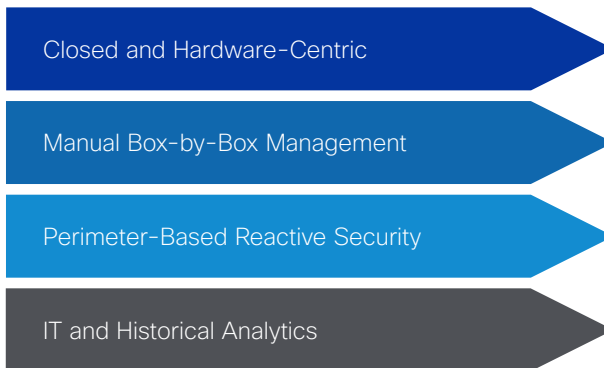 Closed and Hardware-Centric
Manual Box-by-Box Management
Perimeter-Based Reactive Security
IT and Historical Analytics